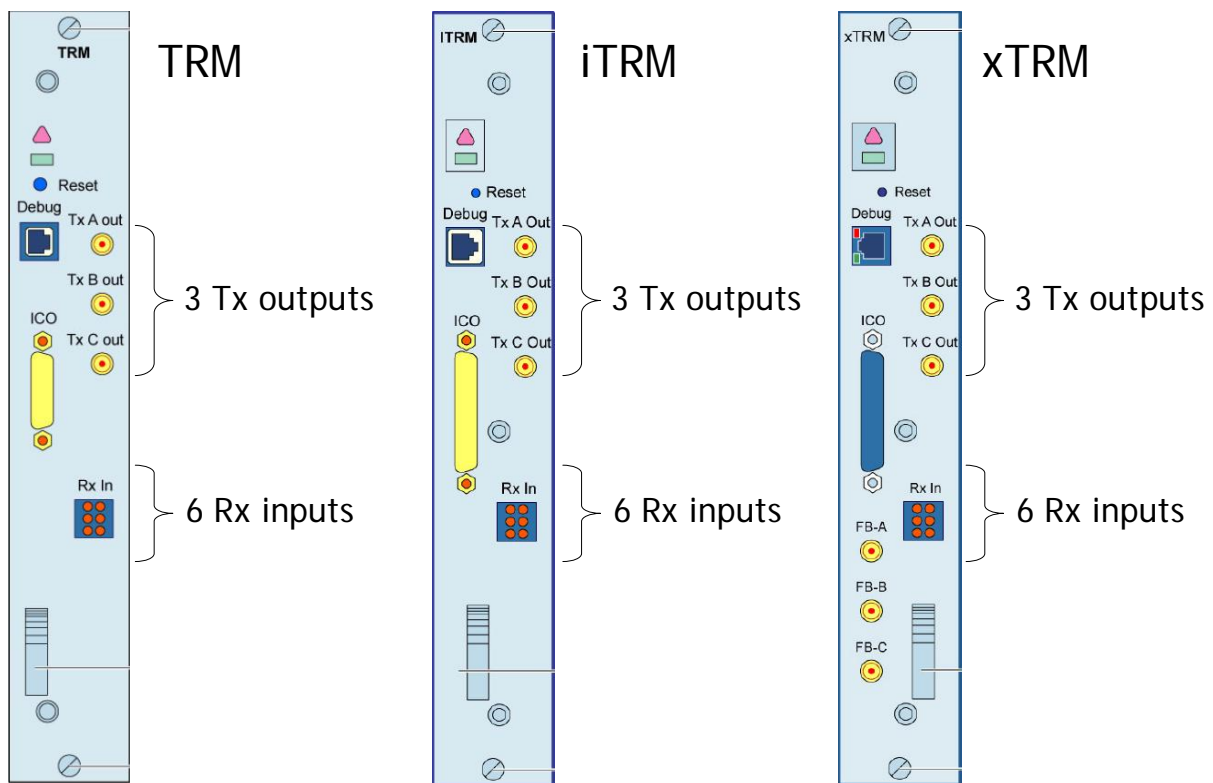 TRM
TRM
Reset
Debug
Tx A out
Tx B out
ICO
Tx C out
3 Tx outputs
Rx In
6 Rx inputs
ITRM
iTRM
Reset
Debug
Tx A Out
Tx B Out
ICO
Tx C Out
3 Tx outputs
Rx In
6 Rx inputs
xTRM
xTRM
Reset
Debug
Tx A Out
Tx B Out
ICO
Tx C Out
3 Tx outputs
Rx In
6 Rx inputs
FB-A
FB-B
FB-C